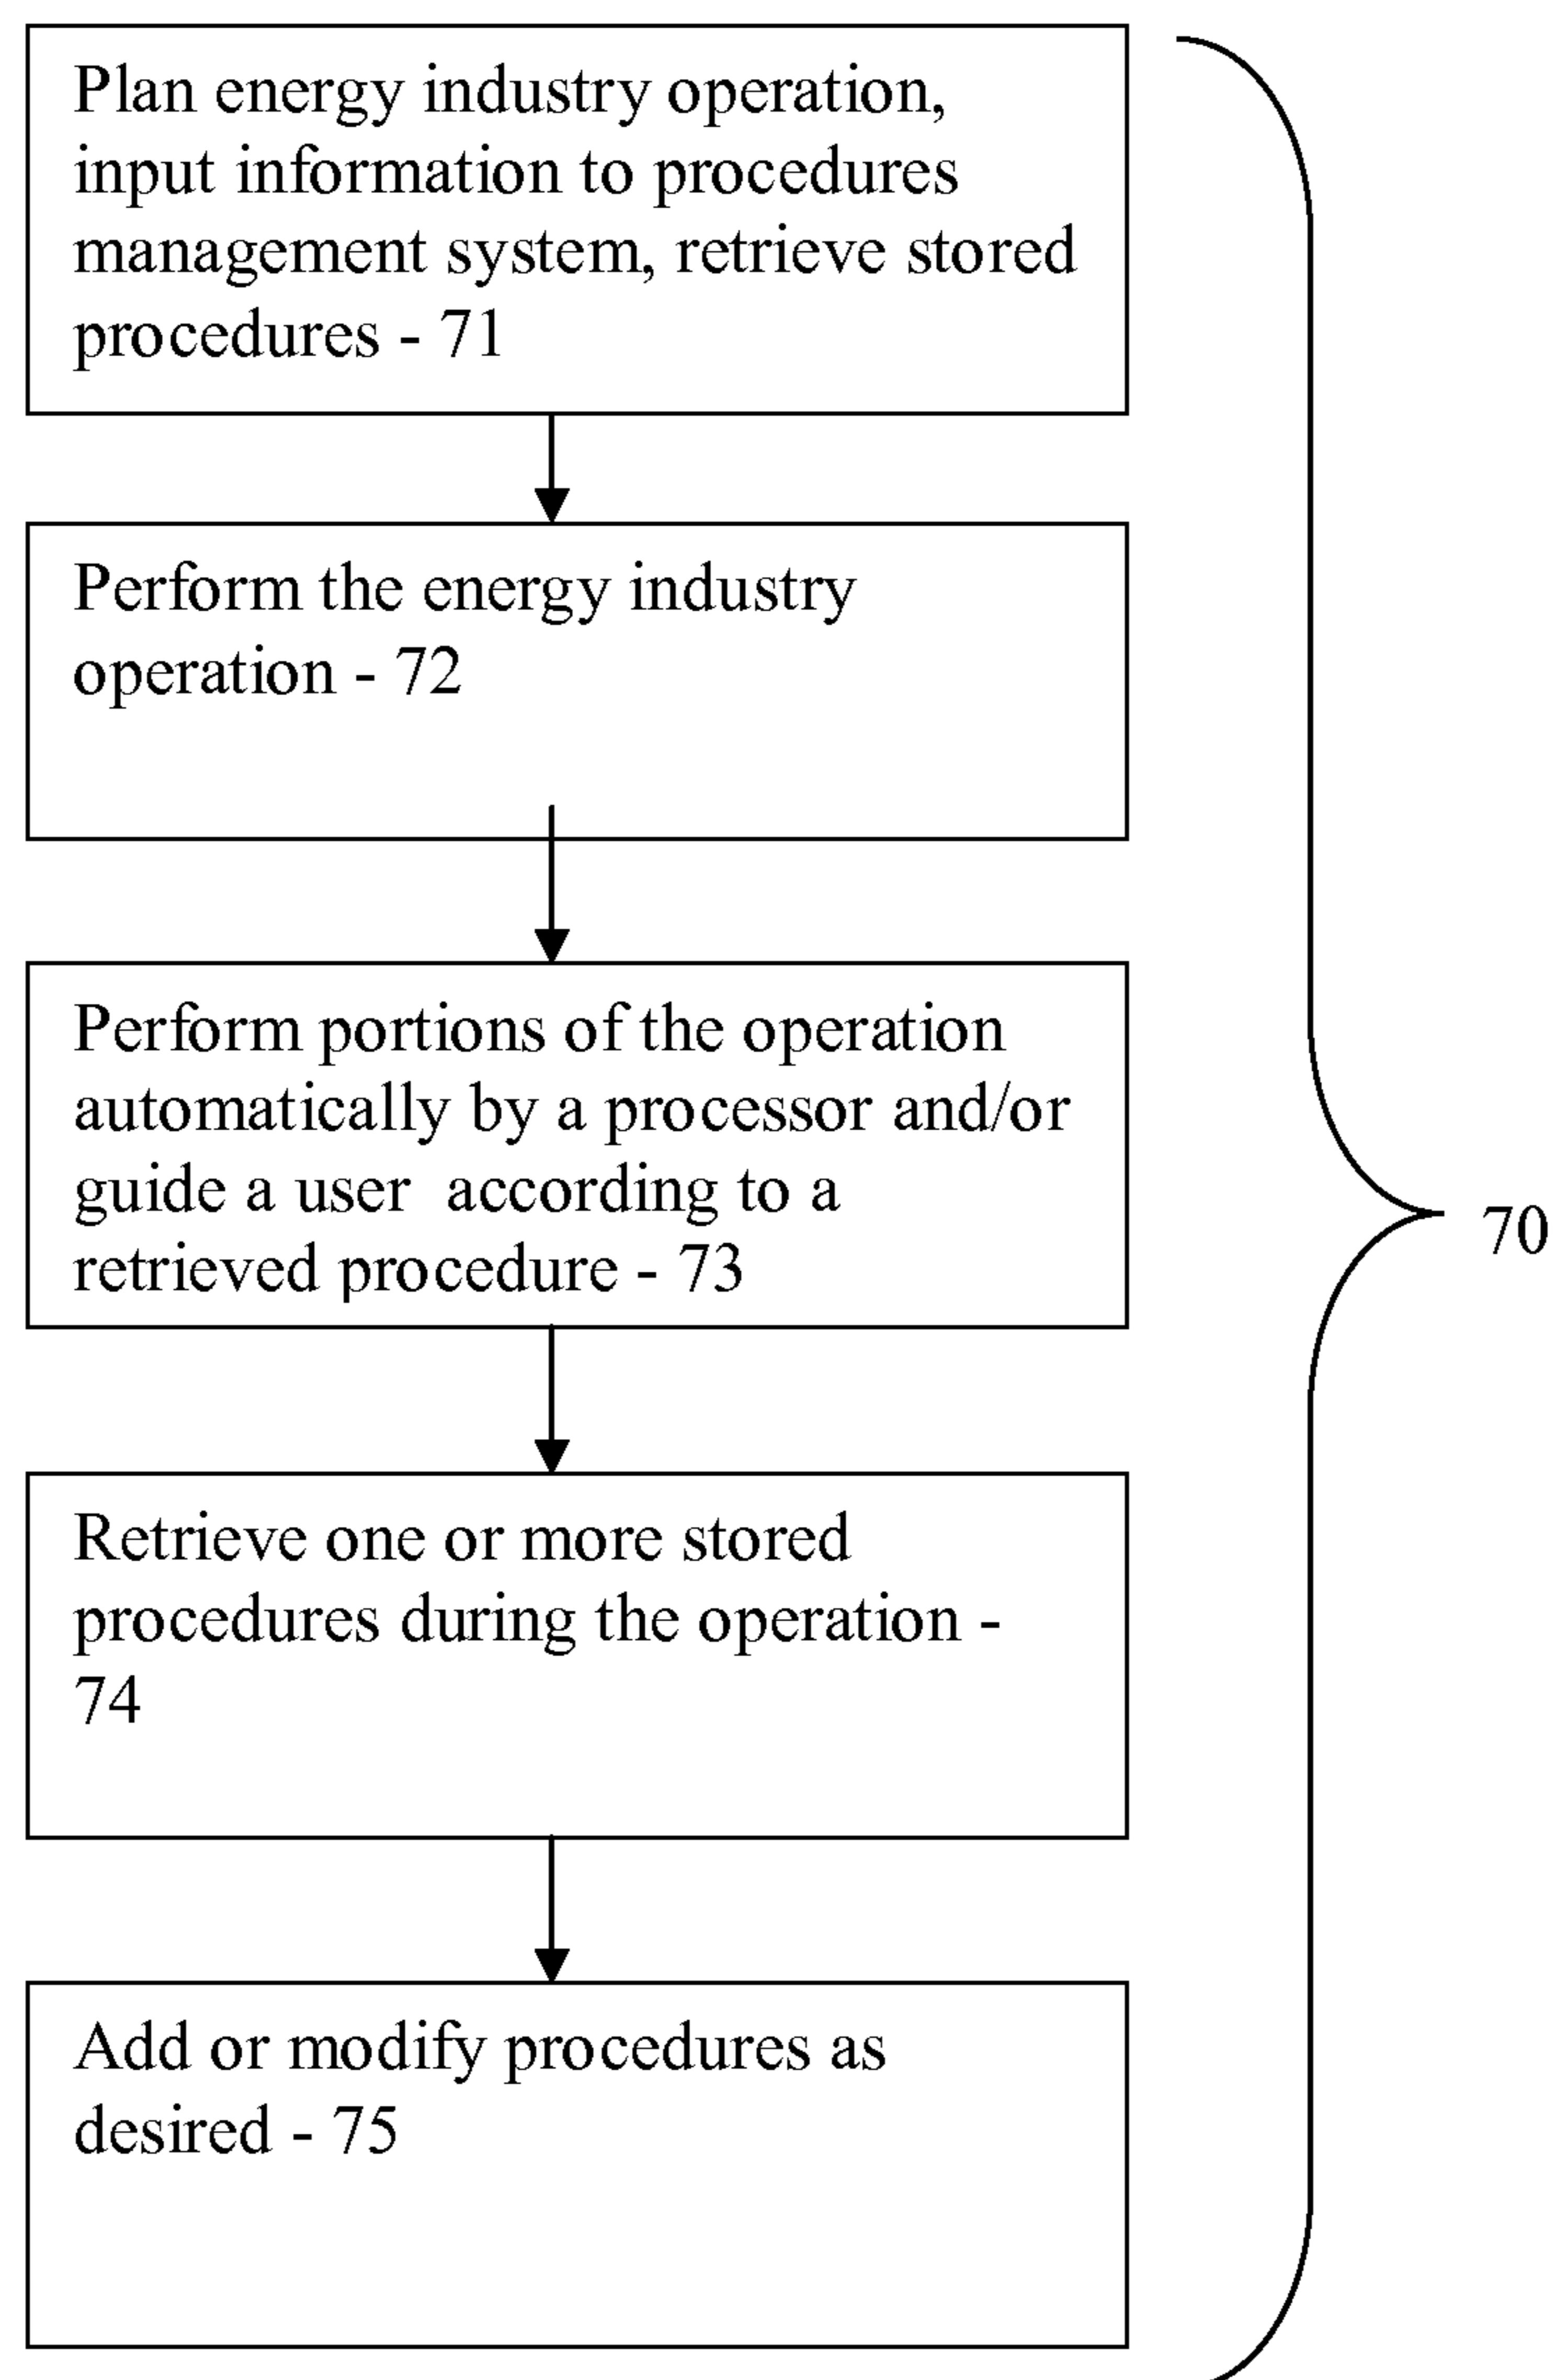 Plan energy industry operation,
input information to procedures
management system, retrieve stored
procedures - 71
Perform the energy industry
operation - 72
Perform portions of the operation
automatically by a processor and/or
guide a user  according to a
retrieved procedure - 73
70
Retrieve one or more stored
procedures during the operation -
74
Add or modify procedures as
desired - 75